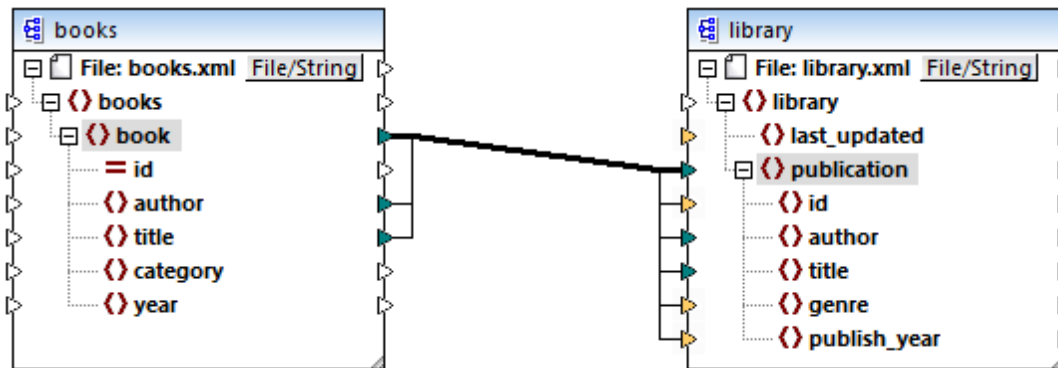 books
File: books.xml File/String
books
book
id
author
title
category
year
library
File: library.xml File/String
library
last_updated
publication
id
author
title
genre
publish_year